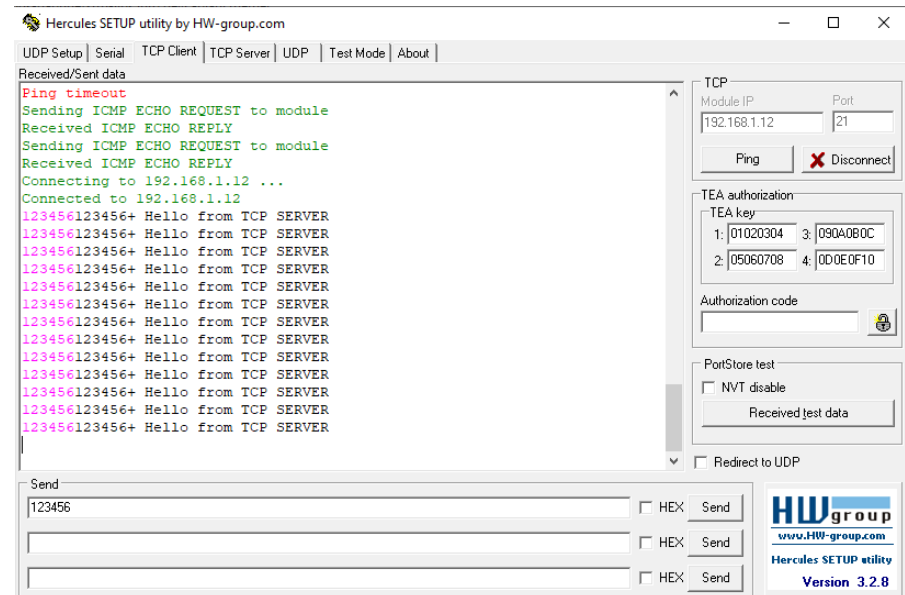 Hercules SETUP utility by HW-group.com
UDP Setup Serial TCP Client TCP Server UDP Test Mode About
Received/Sent data
Ping timeout
Sending ICMP ECHO REQUEST to module
Received ICMP ECHO REPLY
Sending ICMP ECHO REQUEST to module
Received ICMP ECHO REPLY
Connecting to 192.168.1.12 ...
Connected to 192.168.1.12
123456123456+ Hello from TCP SERVER
123456123456+ Hello from TCP SERVER
123456123456+ Hello from TCP SERVER
123456123456+ Hello from TCP SERVER
123456123456+ Hello from TCP SERVER
123456123456+ Hello from TCP SERVER
123456123456+ Hello from TCP SERVER
123456123456+ Hello from TCP SERVER
123456123456+ Hello from TCP SERVER
123456123456+ Hello from TCP SERVER
123456123456+ Hello from TCP SERVER
123456123456+ Hello from TCP SERVER
123456123456+ Hello from TCP SERVER
TCP
Module IP Port
192.168.1.12 21
Ping Disconnect
TEA authorization
TEA key
1: 01020304 3: 090A0B0C
2: 05060708 4: 0D0E0F10
Authorization code
PortStore test
NVT disable
Received test data
Redirect to UDP
Send
123456 HEX Send
HEX Send
HEX Send
HWgroup
www.HW-group.com
Hercules SETUP utility
Version 3.2.8